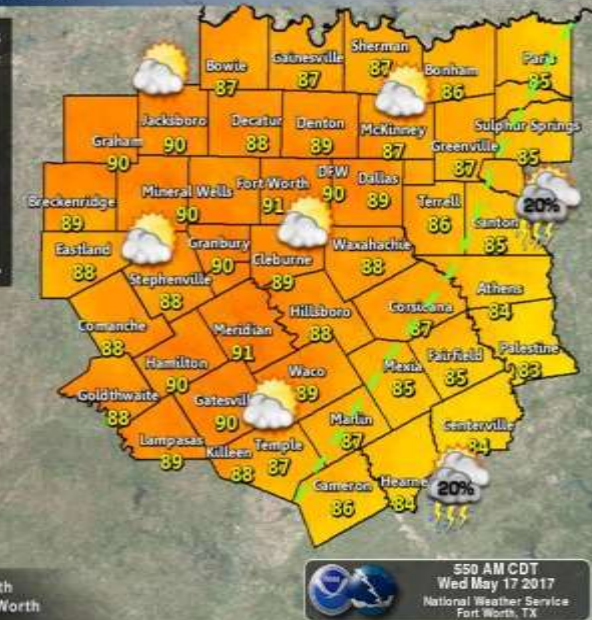 Sherman
87
Gainesville
87
Bowie
87
Bonham
86
Paris
85
Jacksboro
90
Decatur
88
Denton
89
McKinney
87
Sulphur Springs
85
Graham
90
Greenville
87
Breckenridge
89
Mineral Wells
90
Fort Worth
91
DFW
90
Dallas
89
Terrell
86
20%
Canton
85
Eastland
88
Granbury
90
Cleburne
89
Waxahachie
88
Stephenville
88
Athens
84
Comanche
88
Meridian
91
Hillsboro
88
Corsicana
87
Hamilton
90
Waco
89
Mexia
85
Fairfield
85
Palestine
83
Goldthwaite
88
Gatesville
90
Marlin
87
Centerville
84
Lampasas
89
Killeen
88
Temple
87
Cameron
86
Hearne
84
20%
th
Worth
550 AM CDT
Wed May 17 2017
National Weather Service
Fort Worth, TX